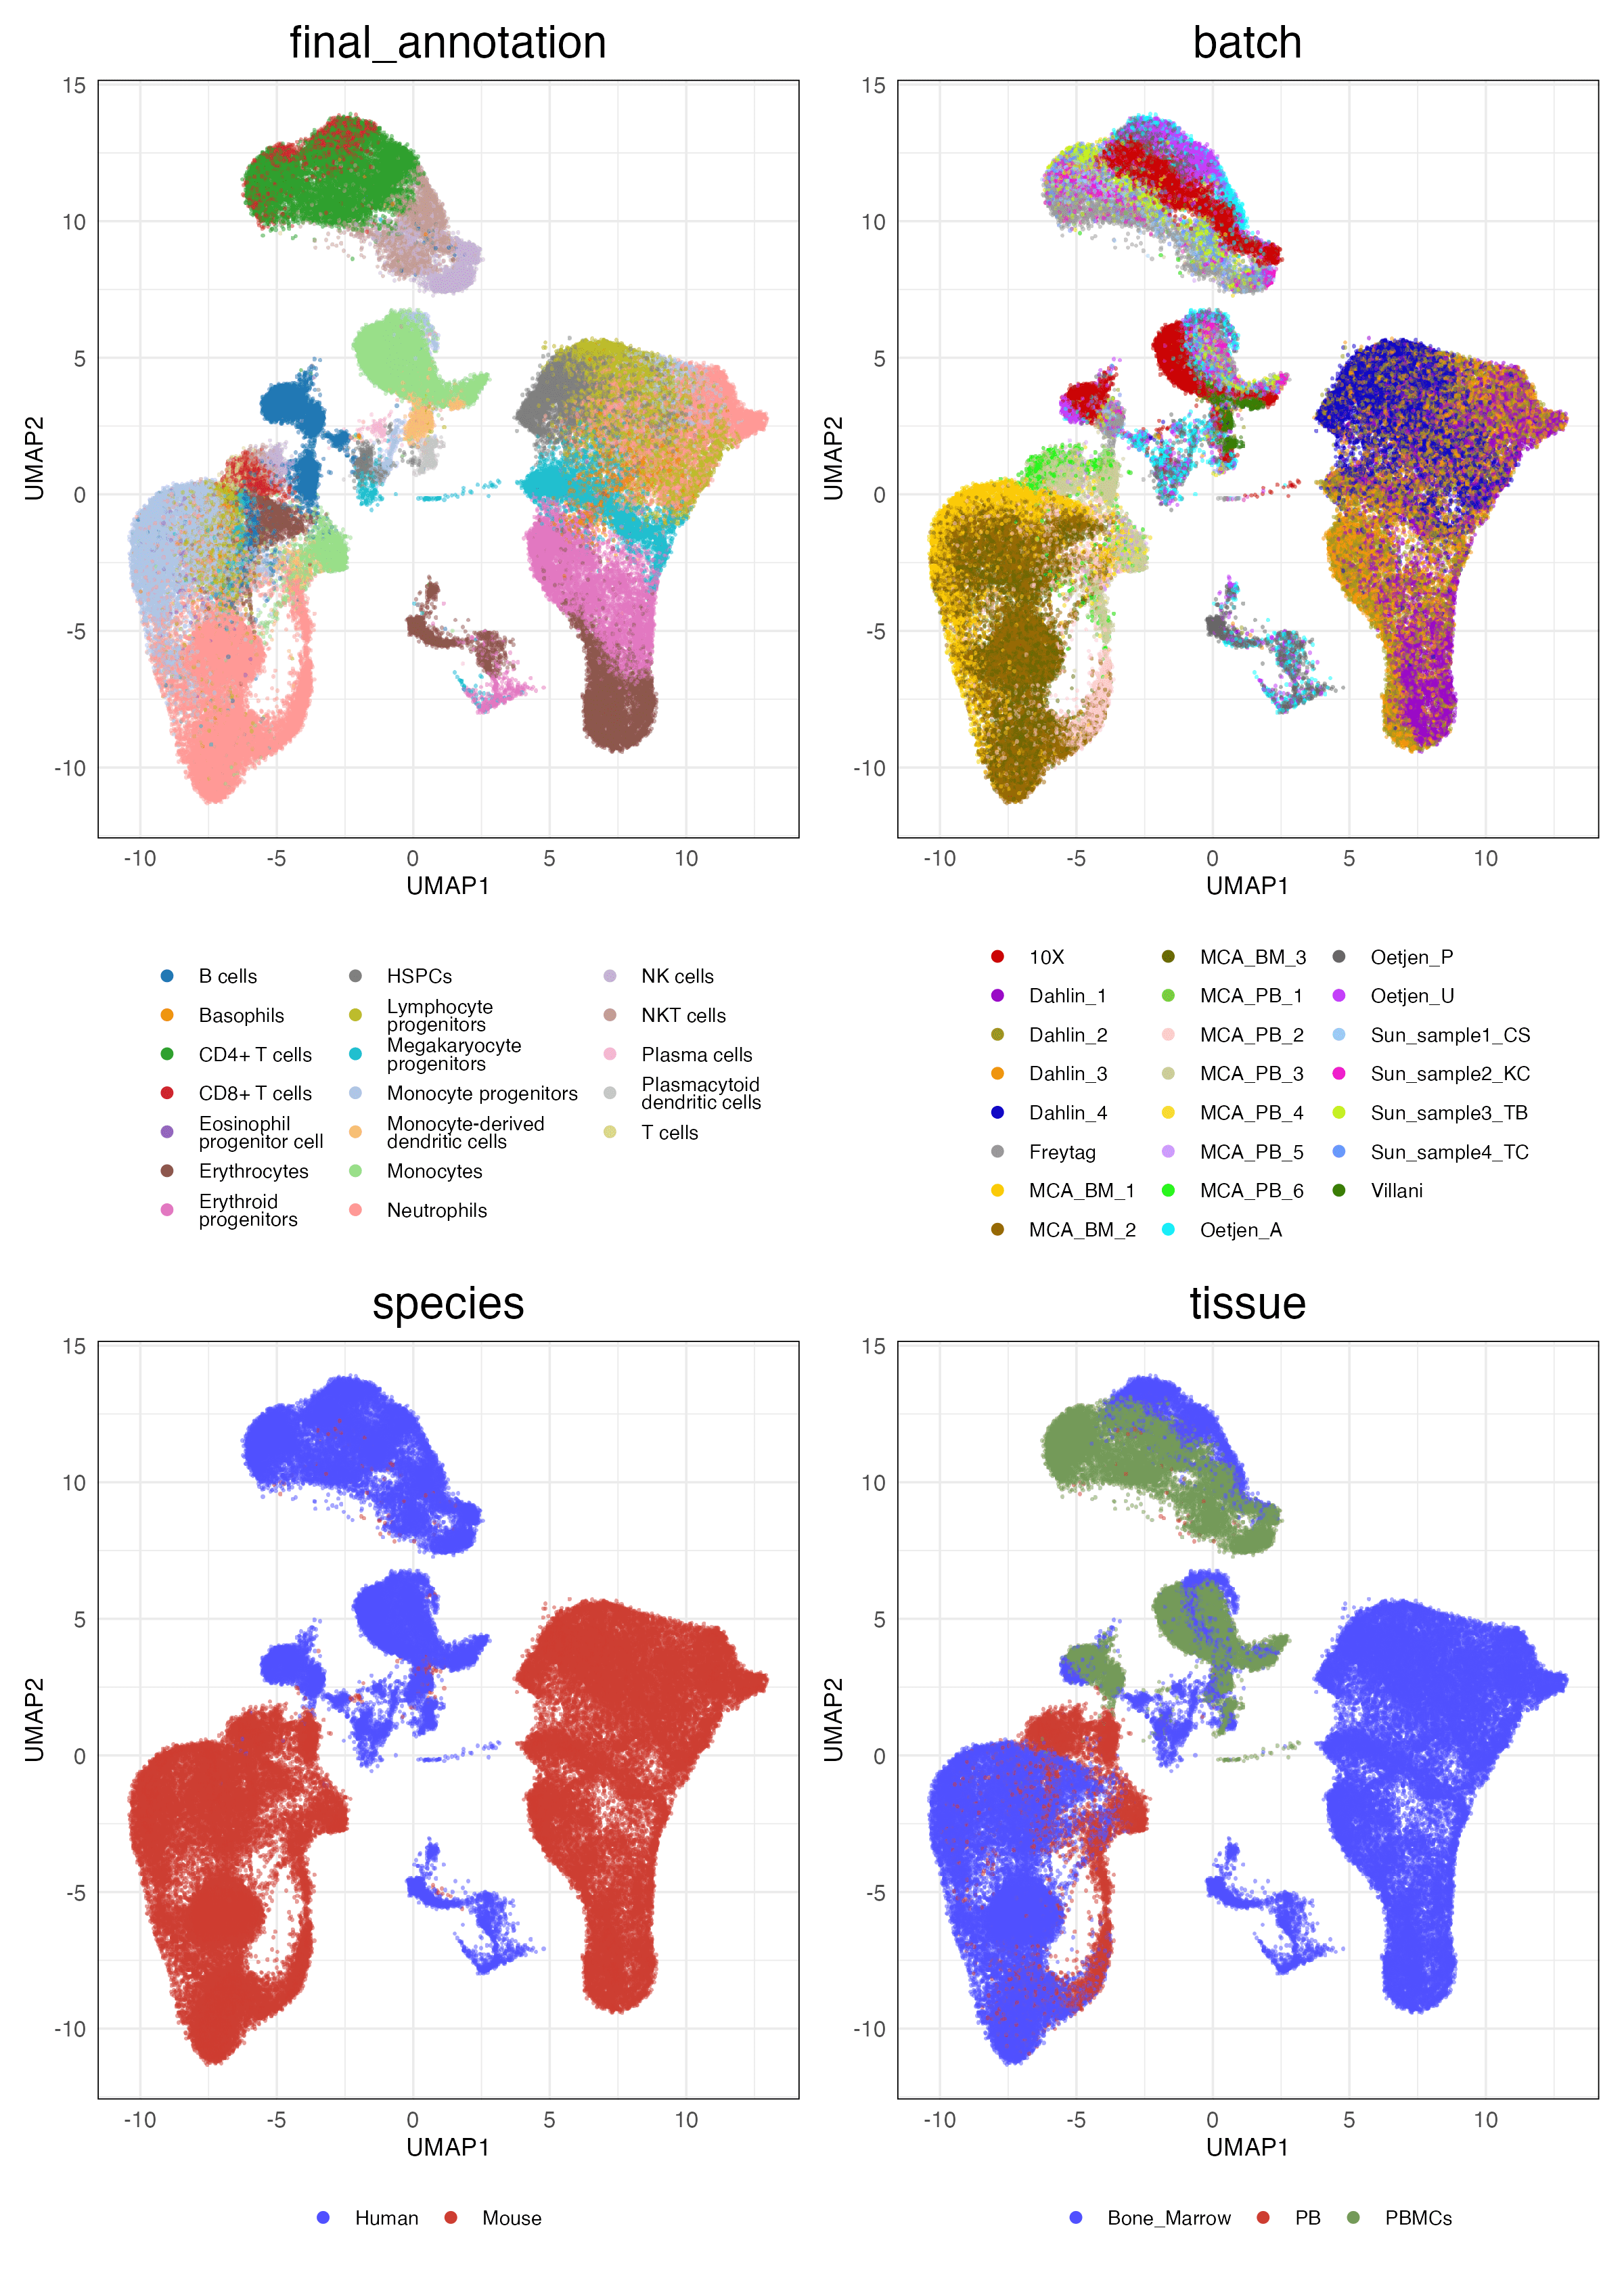 final_annotation
batch
15
10
5
0
-5
-10
UMAP2
-10
-5
0
5
10
UMAP1
15
10
5
0
-5
-10
UMAP2
-10
-5
0
5
10
UMAP1
B cells
Basophils
CD4+ T cells
CD8+ T cells
Eosinophil
progenitor cell
Erythrocytes
Erythroid
progenitors
HSPCs
Lymphocyte
progenitors
Megakaryocyte
progenitors
Monocyte progenitors
Monocyte-derived
dendritic cells
Monocytes
Neutrophils
NK cells
NKT cells
Plasma cells
Plasmacytoid
dendritic cells
T cells
10X
Dahlin_1
Dahlin_2
Dahlin_3
Dahlin_4
Freytag
MCA_BM_1
MCA_BM_2
MCA_BM_3
MCA_PB_1
MCA_PB_2
MCA_PB_3
MCA_PB_4
MCA_PB_5
MCA_PB_6
Oetjen_A
Oetjen_P
Oetjen_U
Sun_sample1_CS
Sun_sample2_KC
Sun_sample3_TB
Sun_sample4_TC
Villani
species
tissue
15
10
5
0
-5
-10
UMAP2
-10
-5
0
5
10
UMAP1
15
10
5
0
-5
-10
UMAP2
-10
-5
0
5
10
UMAP1
Human
Mouse
Bone_Marrow
PB
PBMCs